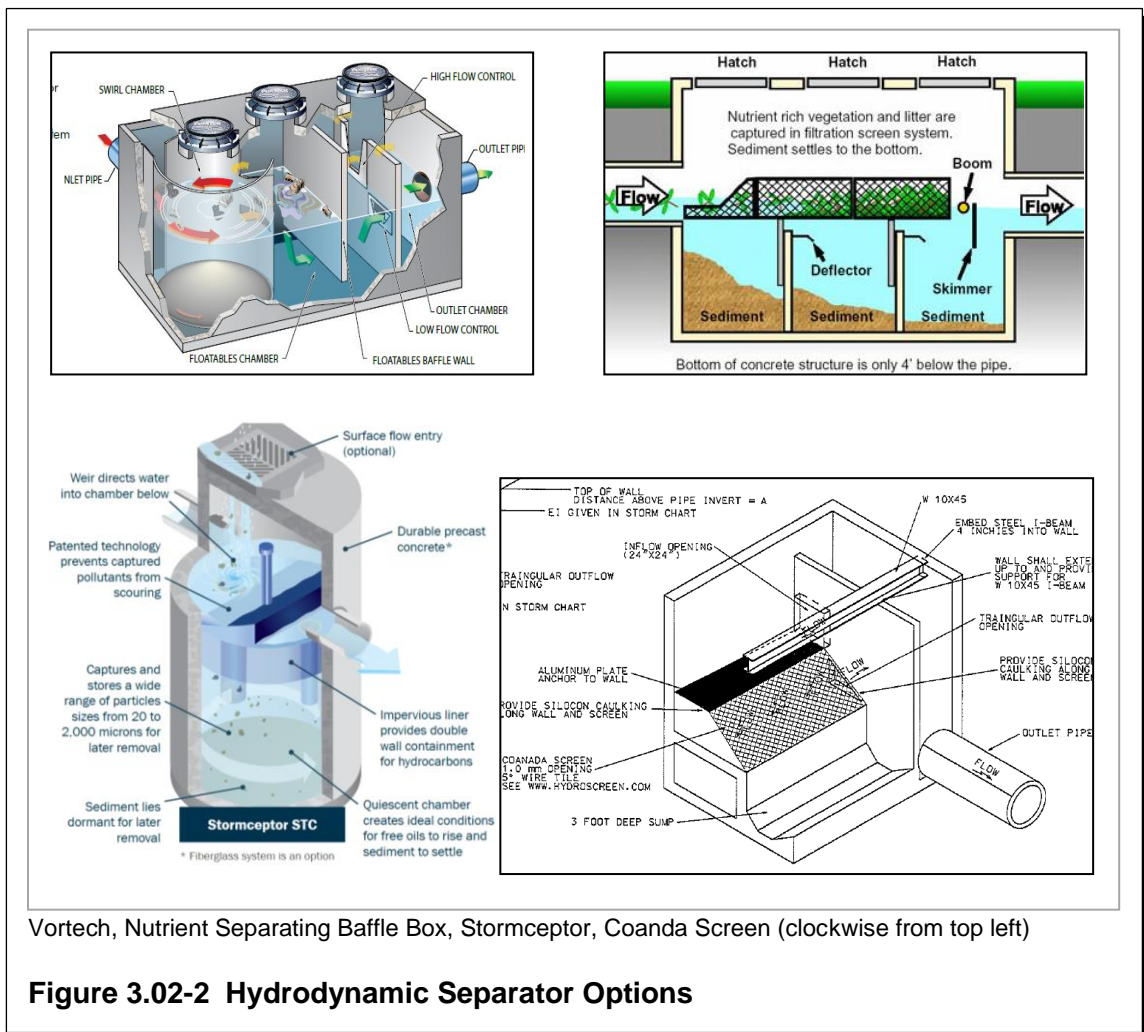 SWIRL CHAMBER
HIGH FLOW CONTROL
OUTLET PIPE
NLET PIPE
OUTLET CHAMBER
LOW FLOW CONTROL
FLOATABLES CHAMBER
FLOATABLES BAFFLE WALL
Hatch
Hatch
Hatch
Nutrient rich vegetation and litter are
captured in filtration screen system.
Sediment settles to the bottom.
Boom
Flow
Flow
Deflector
Skimmer
Sediment
Sediment
Sediment
Bottom of concrete structure is only 4' below the pipe.
Surface flow entry
(optional)
Weir directs water
into chamber below
Durable precast
concrete*
Patented technology
prevents captured
pollutants from
scouring
Captures and
stores a wide
range of particles
sizes from 20 to
2,000 microns for
later removal
Impervious liner
provides double
wall containment
for hydrocarbons
Sediment lies
dormant for later
removal
Quiescent chamber
creates ideal conditions
for free oils to rise and
sediment to settle
Stormceptor STC
* Fiberglass system is an option
TOP OF WALL
DISTANCE ABOVE PIPE INVERT = A
EI GIVEN IN STORM CHART
W 10X45
EMBED STEEL I-BEAM
4 INCHIES INTO WALL
INFLOW OPENING
(24"X24")
WALL SHALL EXTE
UP TO AND PROVI
SUPPORT FOR
W 10X45 I-BEAM
TRAINGULAR OUTFLOW
OPENING
N STORM CHART
TRAINGULAR OUTFLOW
OPENING
FLOW
FLOW
ALUMINUM PLATE
ANCHOR TO WALL
PROVIDE SILOCON
CAULKING ALONG
WALL AND SCREE
ROVIDE SILOCON CAULKING
LONG WALL AND SCREEN
OUTLET PIPE
FLOW
COANADA SCREEN
1.0 mm OPENING
5° WIRE TILE
SEE WWW.HYDROSCREEN.COM
3 FOOT DEEP SUMP
Vortech, Nutrient Separating Baffle Box, Stormceptor, Coanda Screen (clockwise from top left)
Figure 3.02-2 Hydrodynamic Separator Options